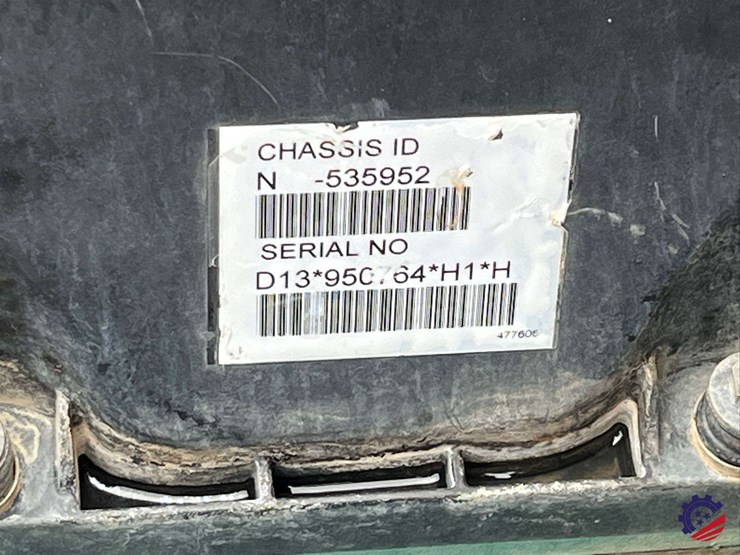 CHASSIS ID
N -535952
SERIAL NO
D13*950764*H1*H
477606